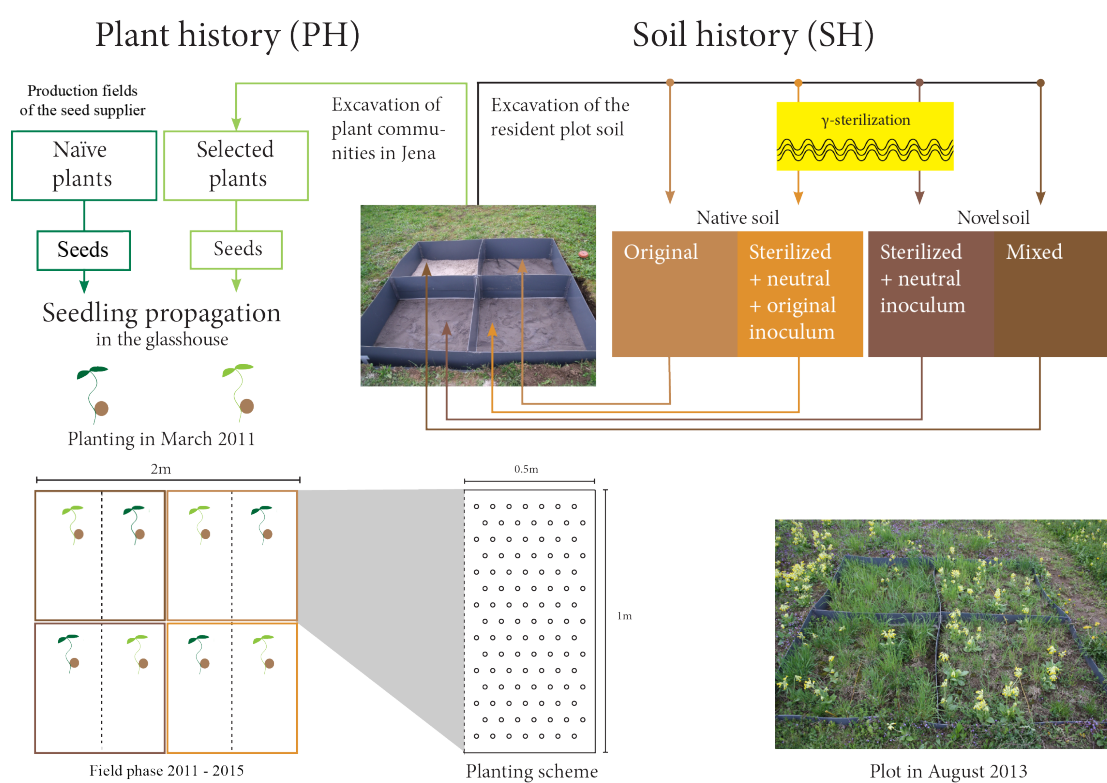 Plant history (PH)
Soil history (SH)
Production fields
of the seed supplier
Naïve
plants
Selected
plants
Excavation of
plant commu-
nities in Jena
Excavation of the
resident plot soil
γ-sterilization
Seeds
Seeds
Native soil
Novel soil
Original
Sterilized
+ neutral
+ original
inoculum
Sterilized
+ neutral
inoculum
Mixed
Seedling propagation
in the glasshouse
Planting in March 2011
2m
0.5m
1m
Field phase 2011 - 2015
Planting scheme
Plot in August 2013